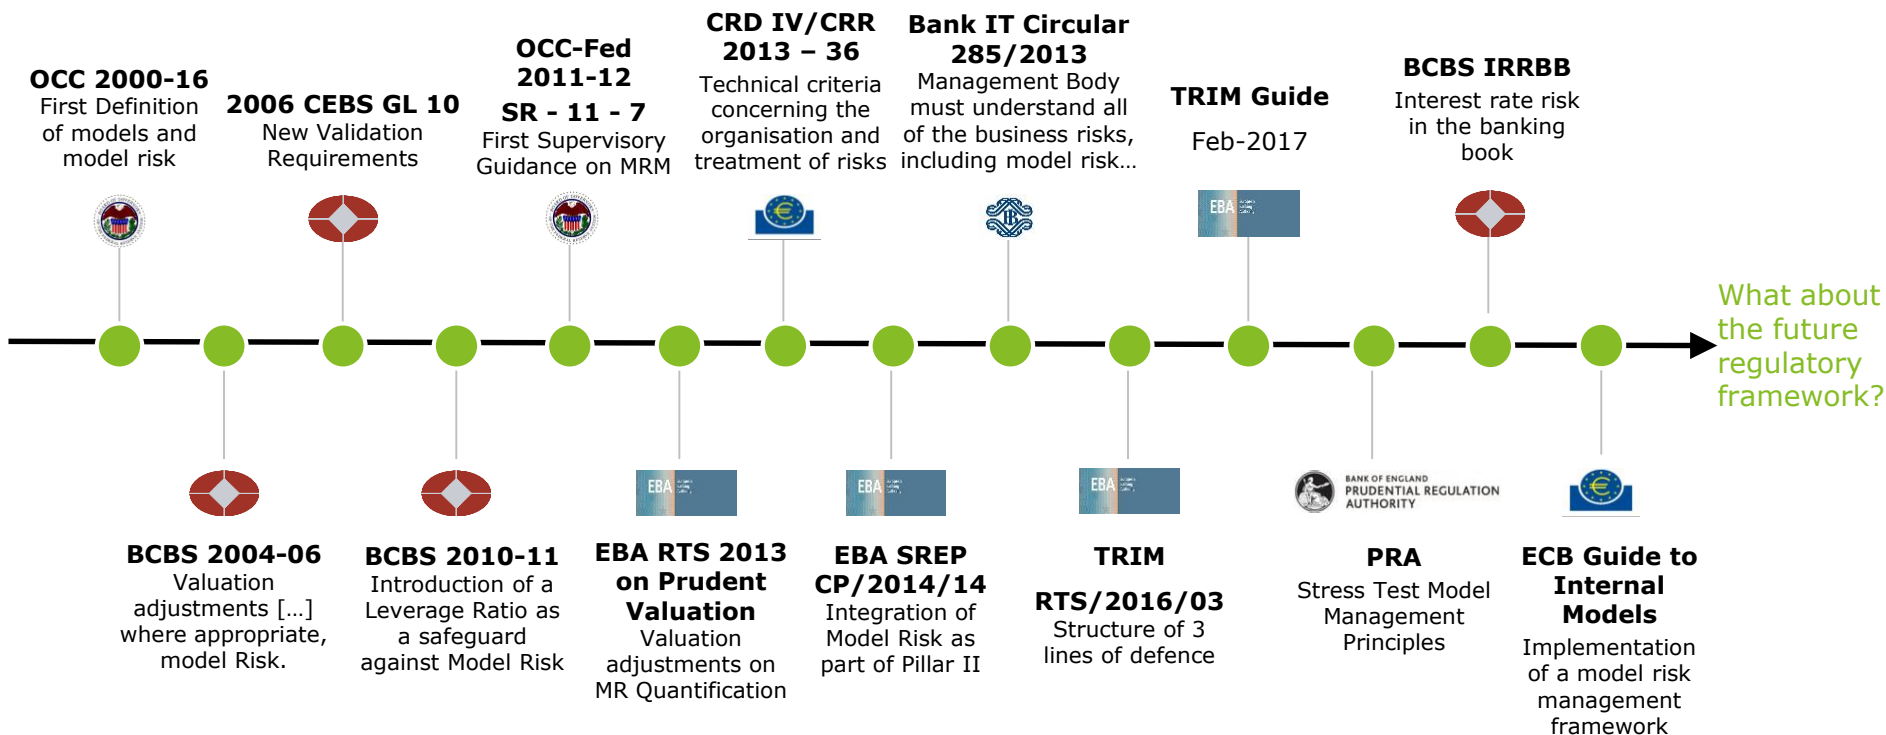 OCC 2000-16
First Definition
of models and
model risk
2006 CEBS GL 10
New Validation
Requirements
OCC-Fed
2011-12
SR - 11 - 7
First Supervisory
Guidance on MRM
CRD IV/CRR
2013 – 36
Technical criteria
concerning the
organisation and
treatment of risks
Bank IT Circular
285/2013
Management Body
must understand all
of the business risks,
including model risk…
TRIM Guide
Feb-2017
EBA
BCBS IRRBB
Interest rate risk
in the banking
book
What about
the future
regulatory
framework?
BCBS 2004-06
Valuation
adjustments […]
where appropriate,
model Risk.
BCBS 2010-11
Introduction of a
Leverage Ratio as
a safeguard
against Model Risk
EBA
EBA RTS 2013
on Prudent
Valuation
Valuation
adjustments on
MR Quantification
EBA
EBA SREP
CP/2014/14
Integration of
Model Risk as
part of Pillar II
EBA
TRIM
RTS/2016/03
Structure of 3
lines of defence
BANK OF ENGLAND
PRUDENTIAL REGULATION
AUTHORITY
PRA
Stress Test Model
Management
Principles
ECB Guide to
Internal
Models
Implementation
of a model risk
management
framework